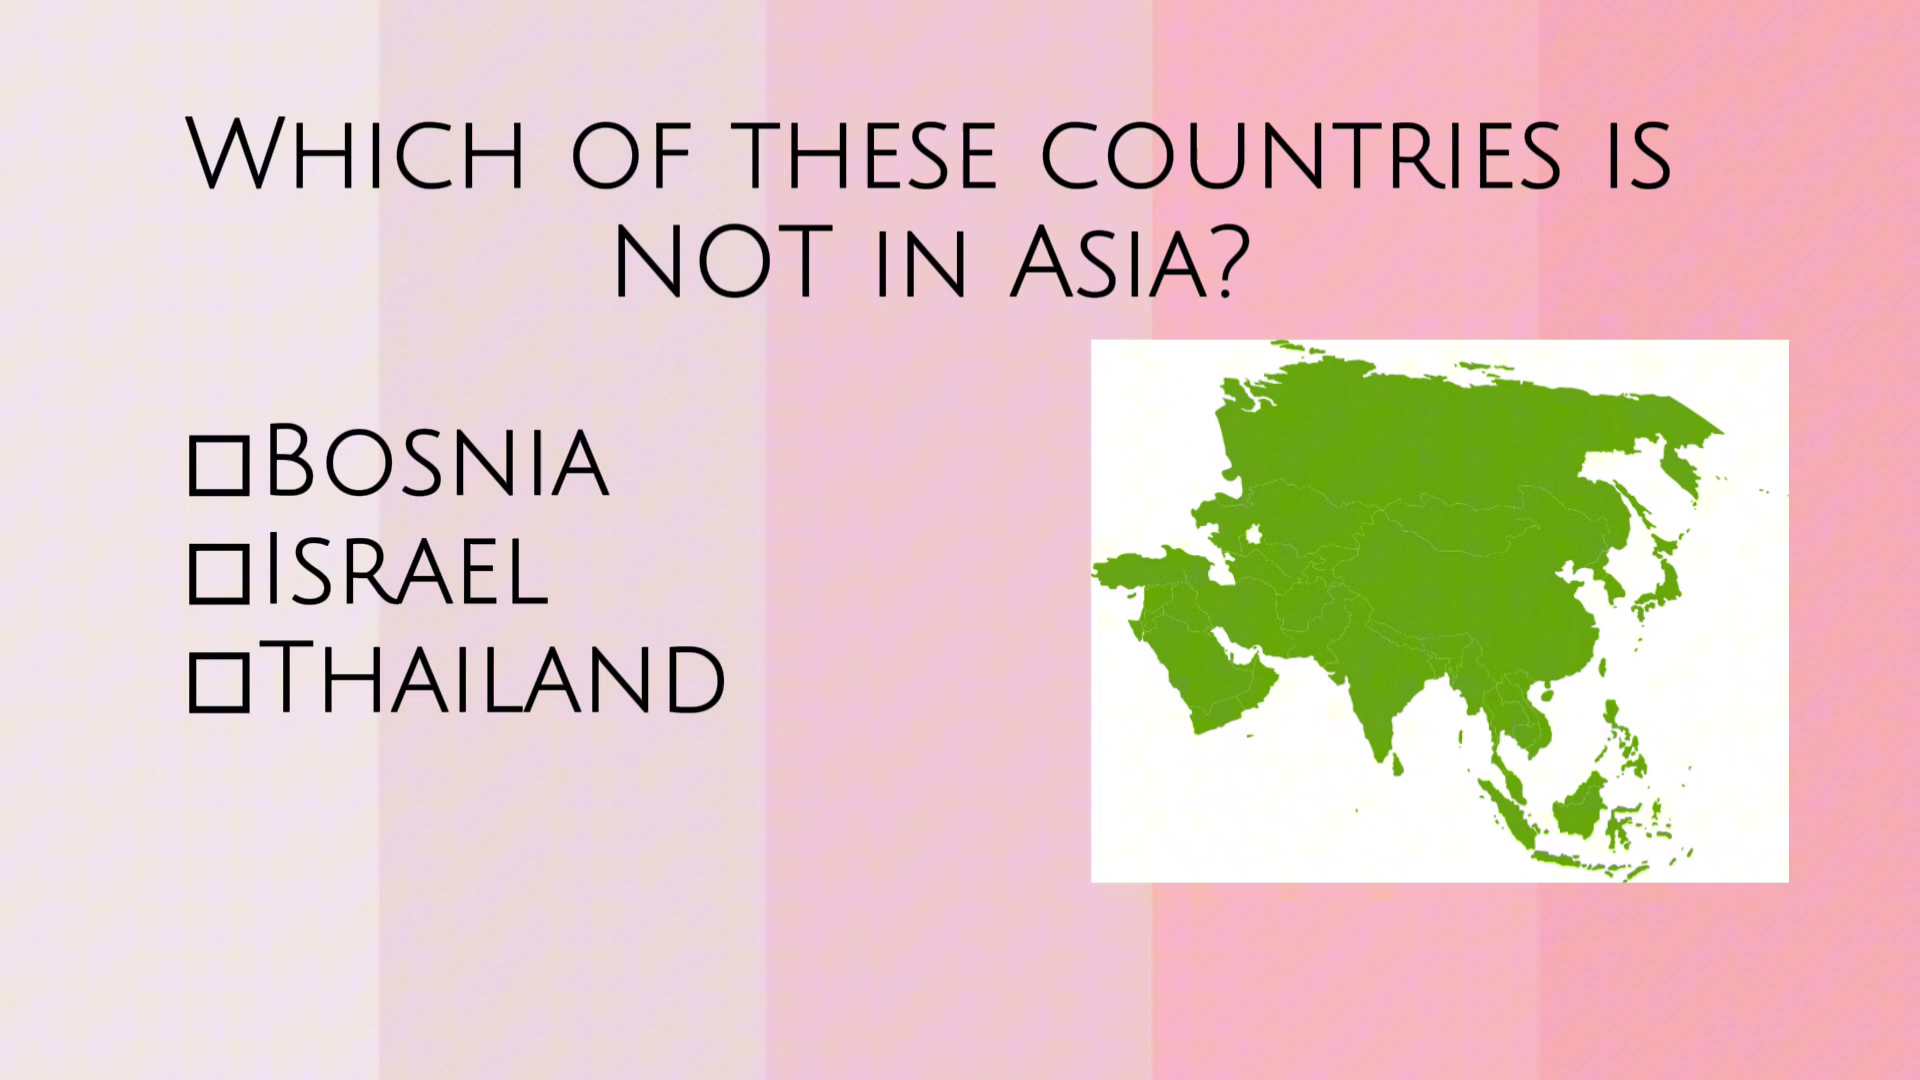 Which of these countries is
NOT in Asia?
□Bosnia
□Israel
□Thailand